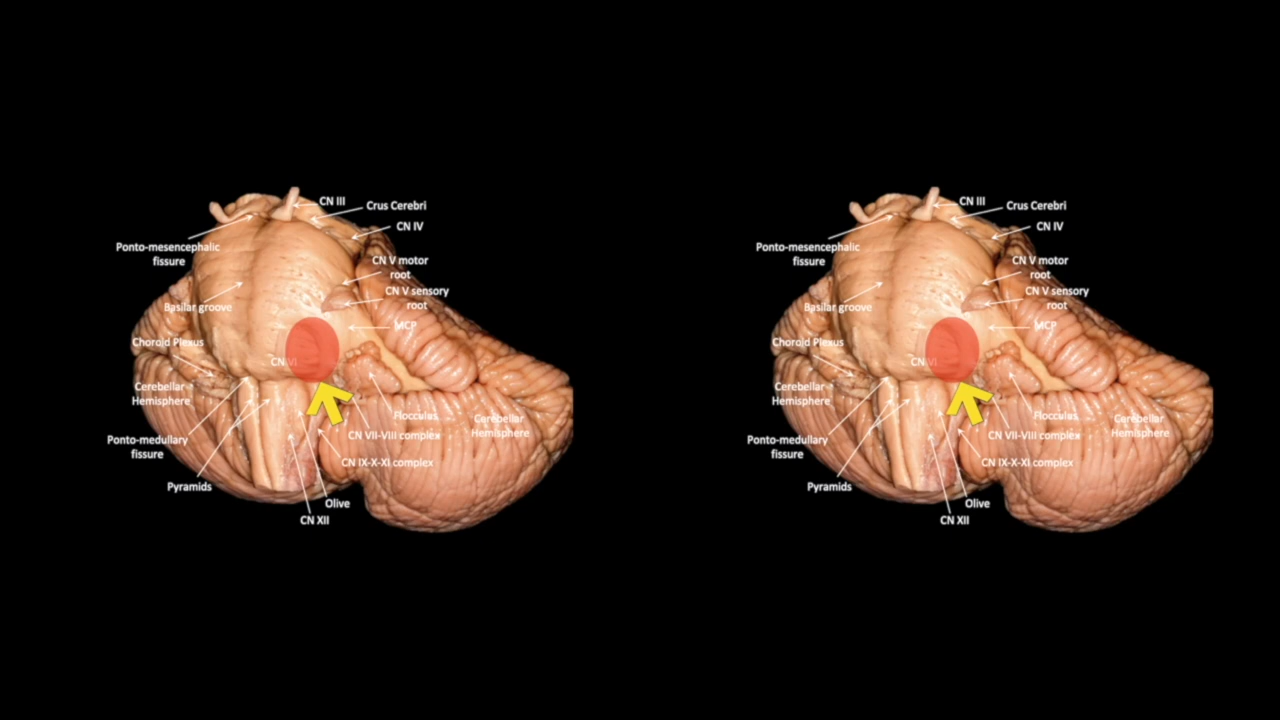 CN III
Crus Cerebri
CN IV
Ponto-mesencephalic
fissure
CN V motor
root
CN V sensory
root
Basilar groove
MCP
Choroid Plexus
CN VI
Cerebellar
Hemisphere
Flocculus
Cerebellar
Hemisphere
CN VII-VIII complex
Ponto-medullary
fissure
CN IX-X-XI complex
Pyramids
Olive
CN XII
CN III
Crus Cerebri
CN IV
Ponto-mesencephalic
fissure
CN V motor
root
CN V sensory
root
Basilar groove
MCP
Choroid Plexus
CN VI
Cerebellar
Hemisphere
Flocculus
Cerebellar
Hemisphere
CN VII-VIII complex
Ponto-medullary
fissure
CN IX-X-XI complex
Pyramids
Olive
CN XII